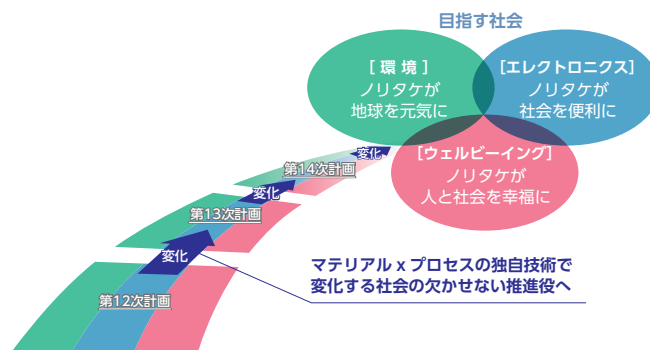 目指す社会
[ 環 境 ]
ノリタケが
地球を元気に
[エレクトロニクス]
ノリタケが
社会を便利に
[ウェルビーイング]
ノリタケが
人と社会を幸福に
変化
第14次計画
変化
第13次計画
変化
第12次計画
マテリアル x プロセスの独自技術で
変化する社会の欠かせない推進役へ